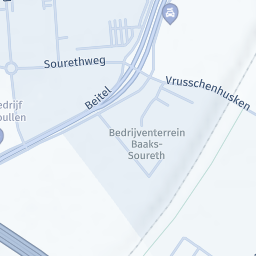 Sourethweg
Vrusschenhusken
Beitel
edrijf
oullen
Bedrijventerrein
Baaks-
Soureth